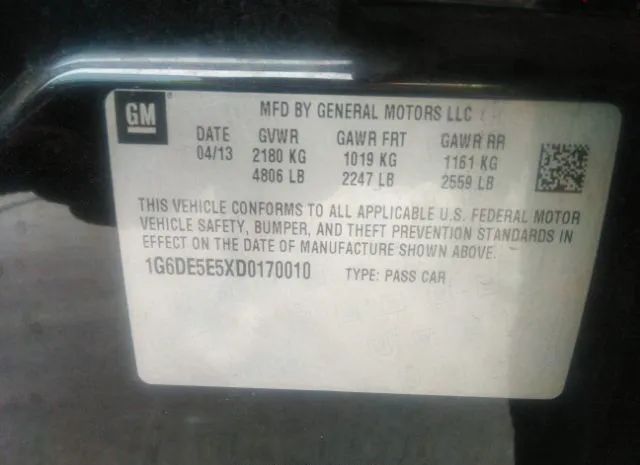 GM ®
MFD BY GENERAL MOTORS LLC
DATE GVWR GAWR FRT GAWR RR
04/13 2180 KG 1019 KG 1161 KG
4806 LB 2247 LB 2559 LB
THIS VEHICLE CONFORMS TO ALL APPLICABLE U.S. FEDERAL MOTOR
VEHICLE SAFETY, BUMPER, AND THEFT PREVENTION STANDARDS IN
EFFECT ON THE DATE OF MANUFACTURE SHOWN ABOVE.
1G6DE5E5XD0170010 TYPE: PASS CAR